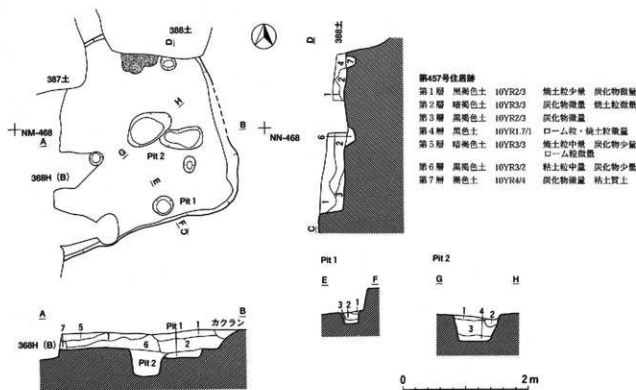 388土
D
387土
H
NM-468
A
B
NN-468
G
Pit 2
E
368H (B)
Pit 1
F
C
D
4
7
2
1
6
2
3
1
C
第457号住居跡
第1層 黒褐色土 10YR2/3 焼土粒少量 炭化物微量
第2層 暗褐色土 10YR3/3 炭化物微量 焼土粒微量
第3層 黒褐色土 10YR2/3 炭化物微量
第4層 黒色土 10YR1.7/1 ローム粒・焼土粒微量
第5層 暗褐色土 10YR3/3 焼土粒中量 炭化物少量
ローム粒微量
第6層 黒褐色土 10YR3/2 粘土粒中量 炭化物少量
第7層 褐色土 10YR4/4 炭化物微量 粘土質土
Pit 1
E F
3 2 1
Pit 2
G H
1 4 2
3
A B
7 5 1 Pit 1 1 カクラン
368H (B)
6 2
Pit 2
0 2 m